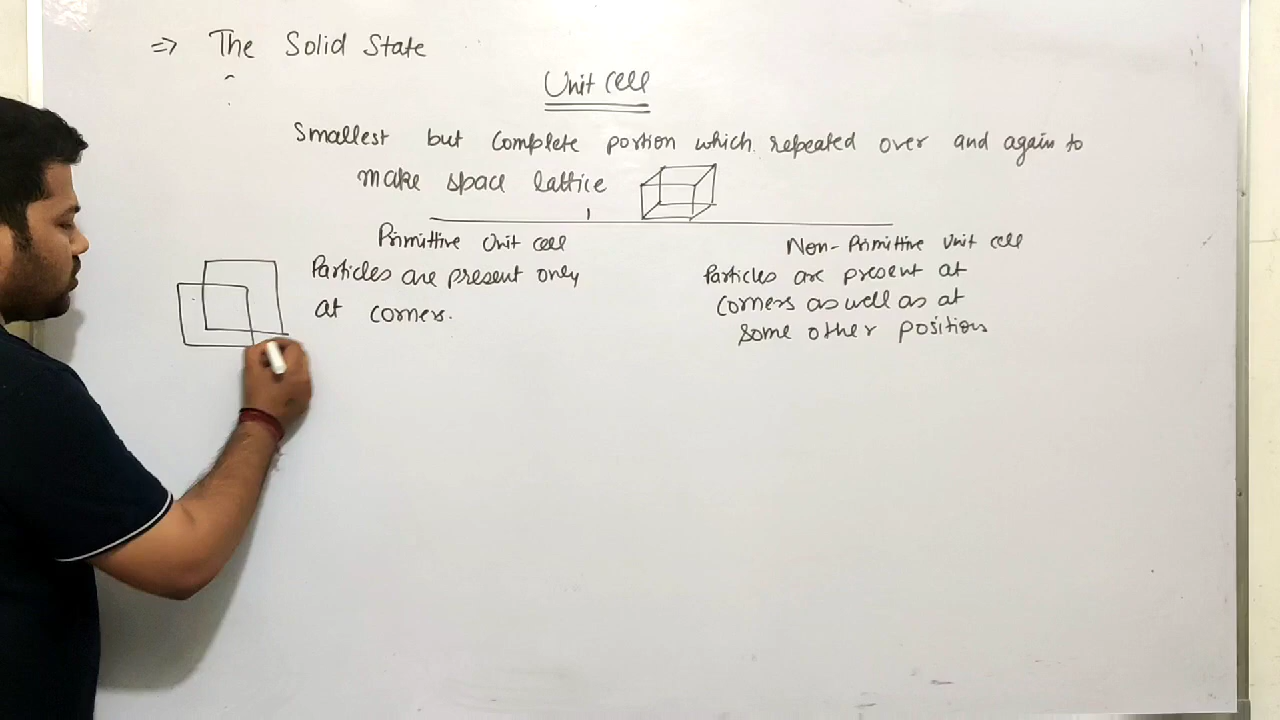 ⇒ The Solid State
Unit cell
Smallest but Complete portion which repeated over and again to
make space lattice
Primittive Unit cell
Particles are present only
at corners.
Non-Primittive Unit cell
Particles are present at
corners as well as at
some other position